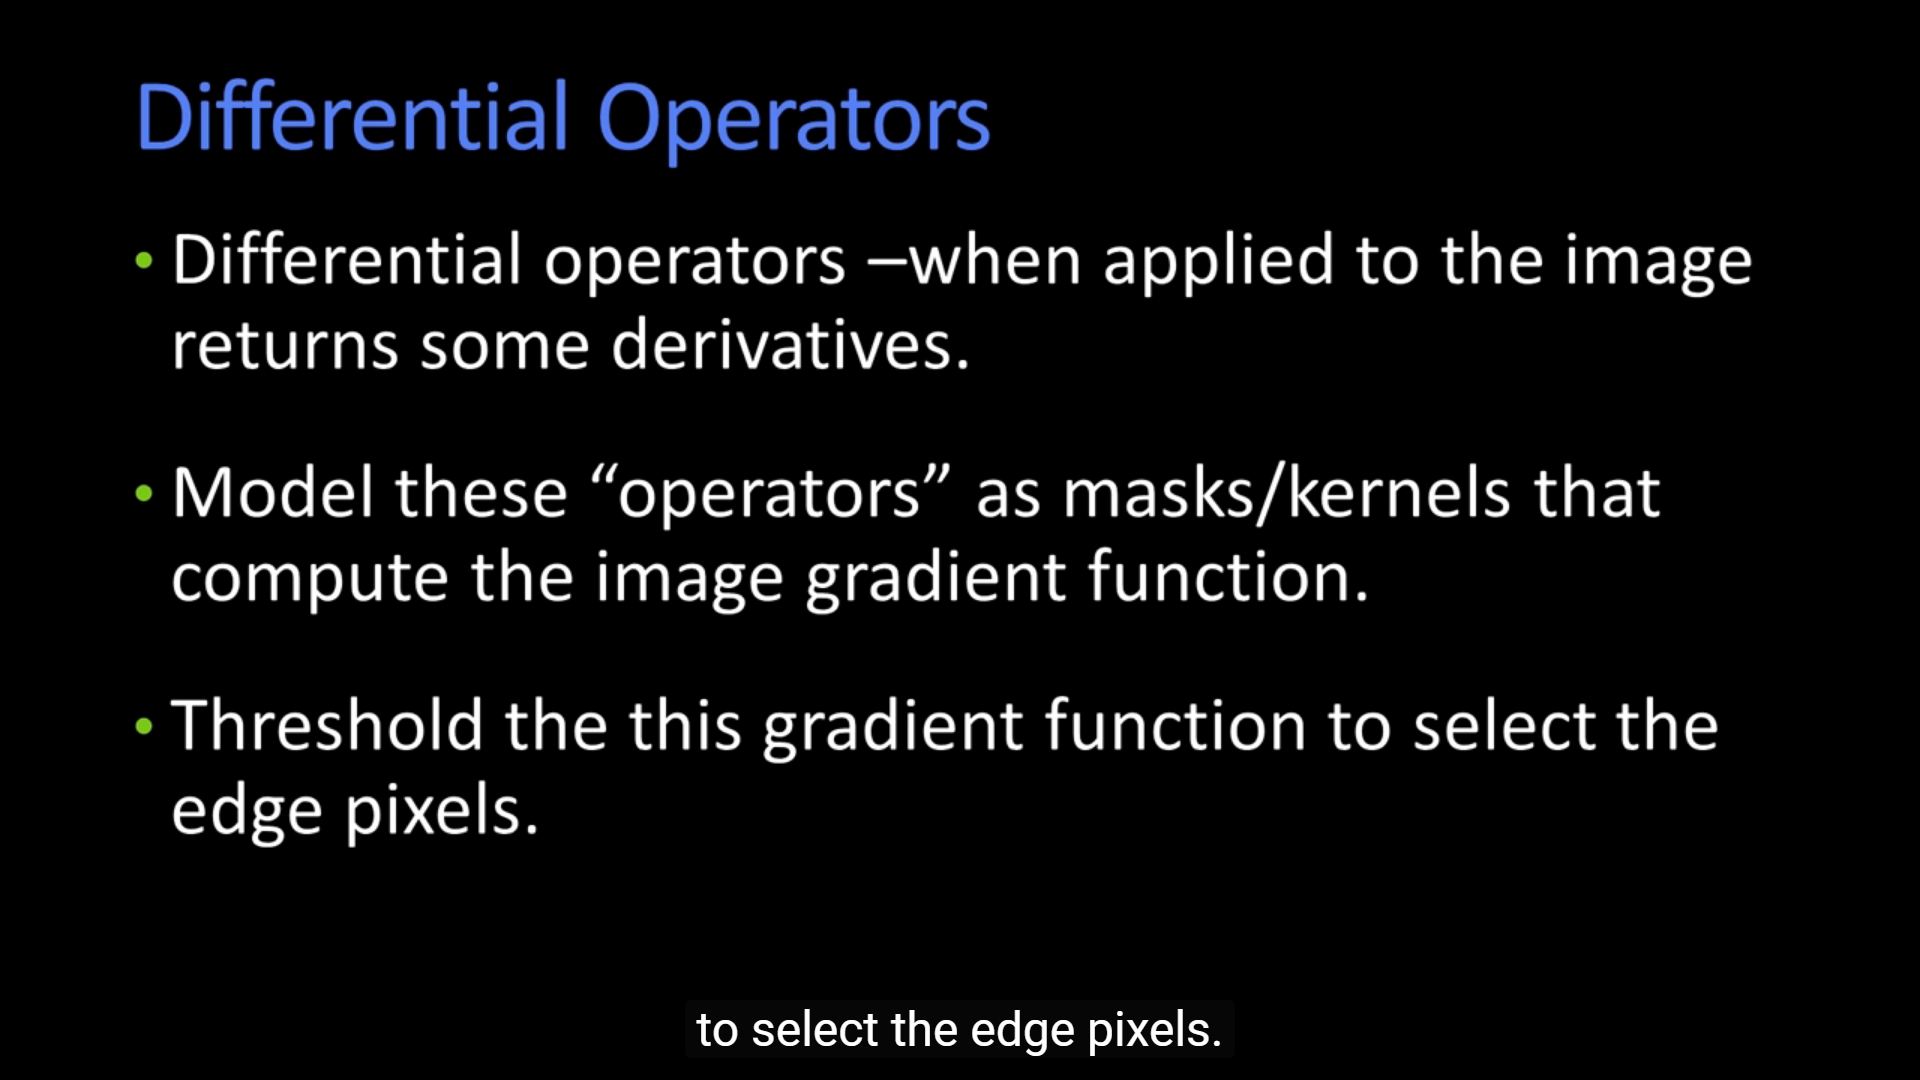 Differential Operators
• Differential operators –when applied to the image
returns some derivatives.
• Model these “operators” as masks/kernels that
compute the image gradient function.
• Threshold the this gradient function to select the
edge pixels.
to select the edge pixels.